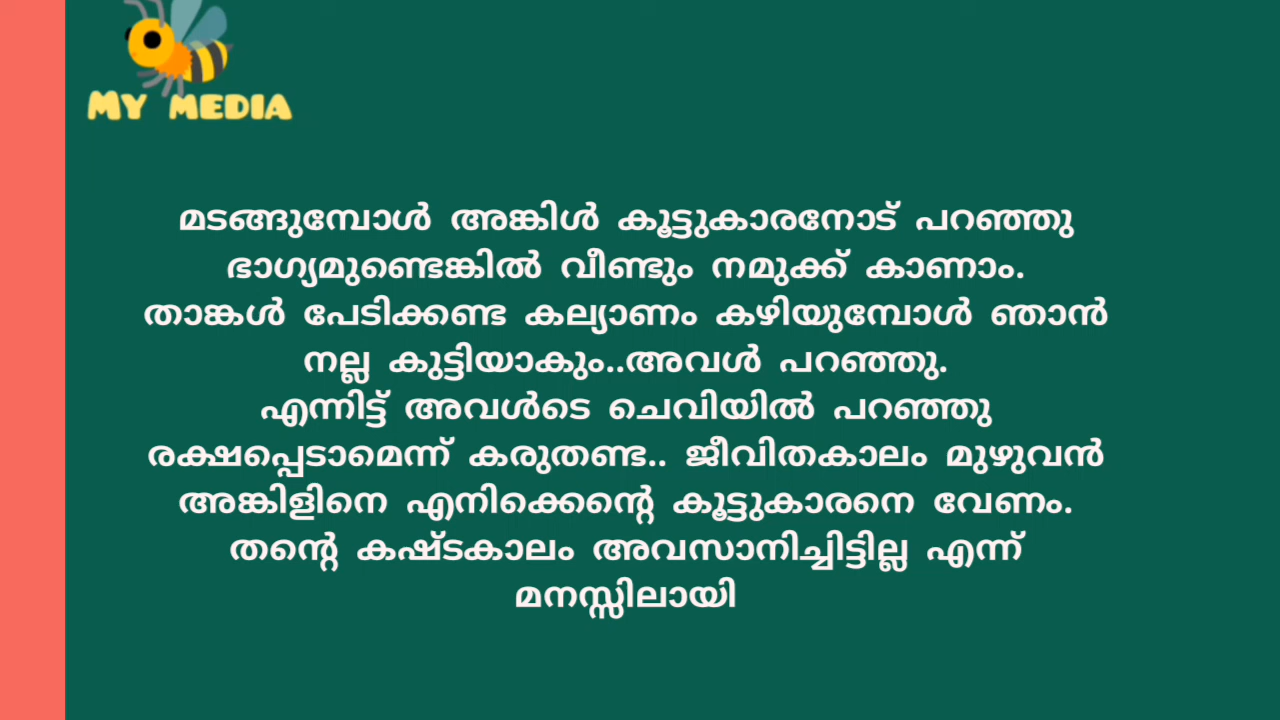 MY MEDIA
മടങ്ങുമ്പോൾ അങ്കിൾ കൂട്ടുകാരനോട് പറഞ്ഞു
ഭാഗ്യമുണ്ടെങ്കിൽ വീണ്ടും നമുക്ക് കാണാം.
താങ്കൾ പേടിക്കണ്ട കല്യാണം കഴിയുമ്പോൾ ഞാൻ
നല്ല കുട്ടിയാകും..അവൾ പറഞ്ഞു.
എന്നിട്ട് അവൾടെ ചെവിയിൽ പറഞ്ഞു
രക്ഷപ്പെടാമെന്ന് കരുതണ്ട.. ജീവിതകാലം മുഴുവൻ
അങ്കിളിനെ എനിക്കെന്റെ കൂട്ടുകാരനെ വേണം.
തന്റെ കഷ്ടകാലം അവസാനിച്ചിട്ടില്ല എന്ന്
മനസ്സിലായി